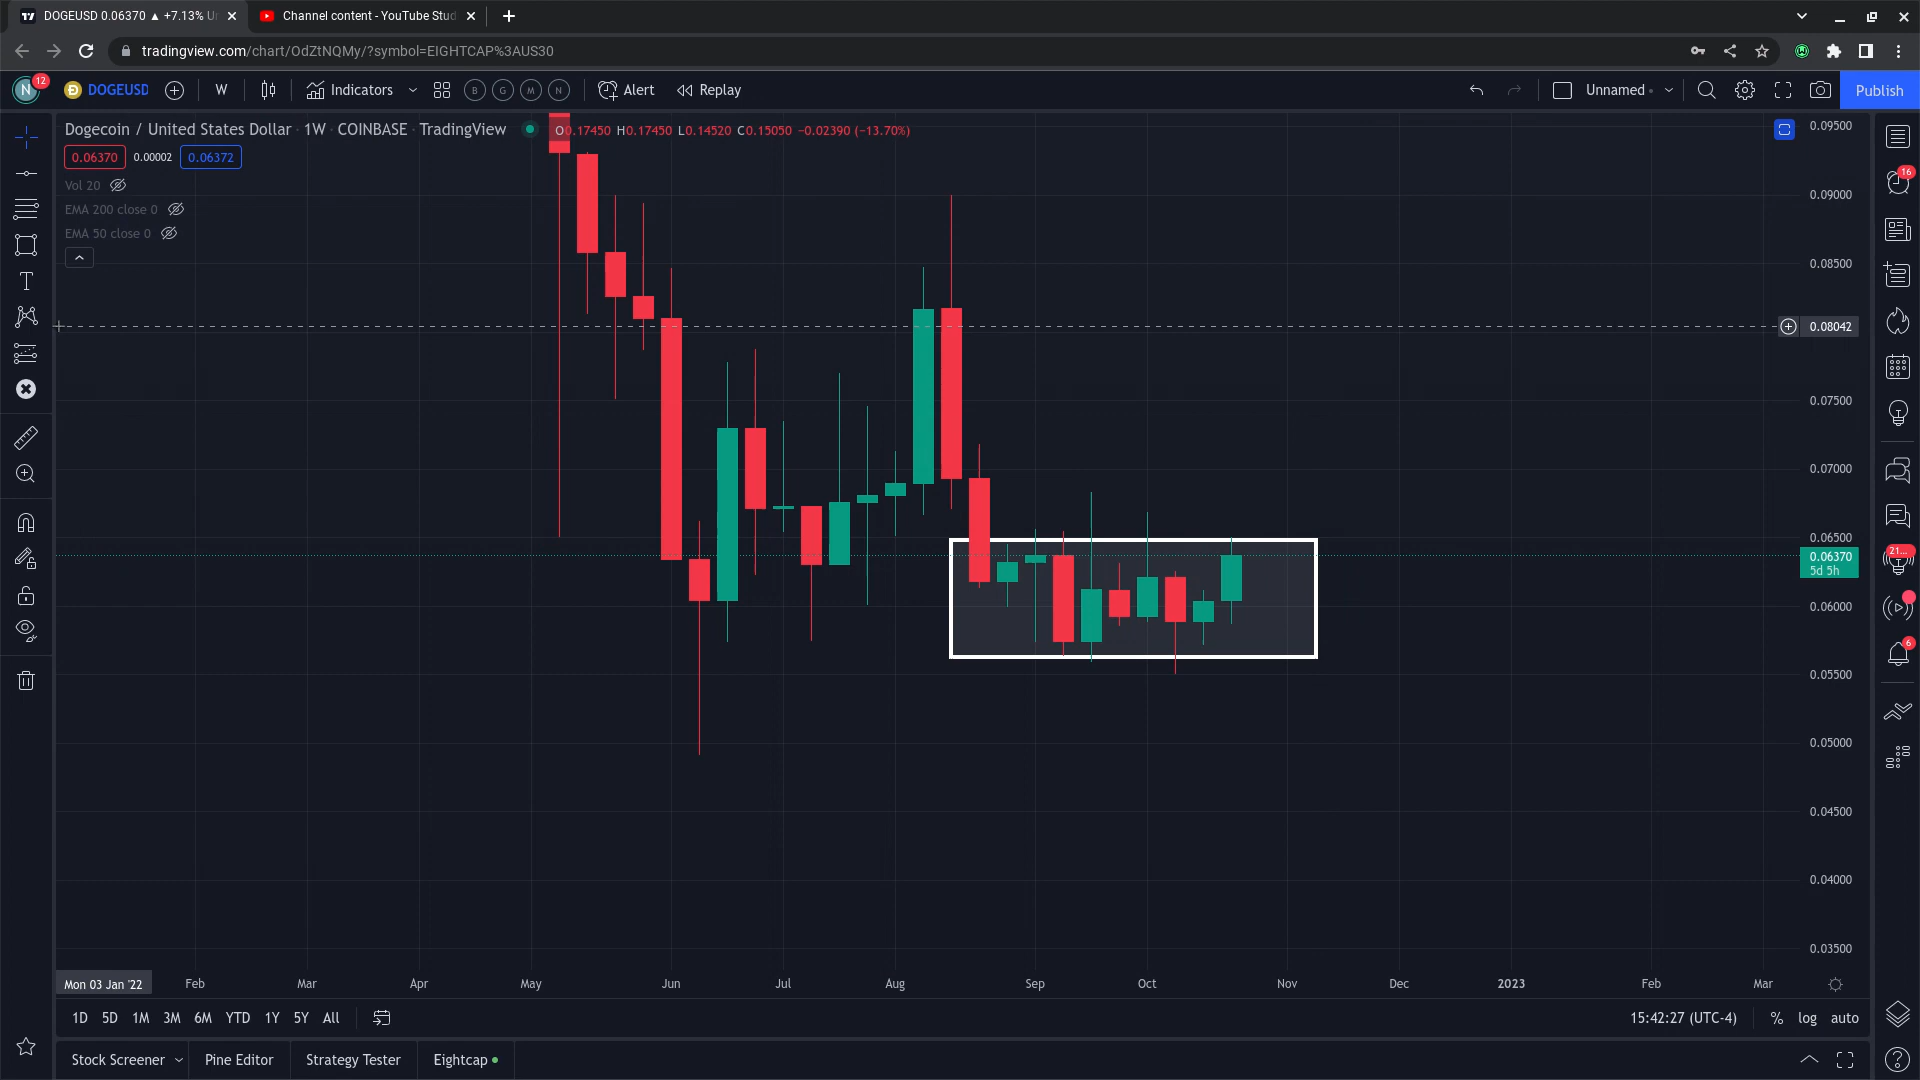 DOGEUSD 0.06370 ▲ +7.13% U
Channel content - YouTube Stud
tradingview.com/chart/OdZtNQMy/?symbol=EIGHTCAP%3AUS30
N 12 DOGEUSD W Indicators B G M N Alert Replay Unnamed Publish
Dogecoin / United States Dollar · 1W · COINBASE · TradingView O0.17450 H0.17450 L0.14520 C0.15050 −0.02390 (−13.70%)
0.06370 0.00002 0.06372
Vol 20
EMA 200 close 0
EMA 50 close 0
T
0.09500
0.09000
0.08500
0.08042
0.07500
0.07000
0.06500
0.06370
5d 5h
0.06000
0.05500
0.05000
0.04500
0.04000
0.03500
16
21...
6
Mon 03 Jan '22 Feb Mar Apr May Jun Jul Aug Sep Oct Nov Dec 2023 Feb Mar
1D 5D 1M 3M 6M YTD 1Y 5Y All 15:42:27 (UTC-4) % log auto
Stock Screener Pine Editor Strategy Tester Eightcap